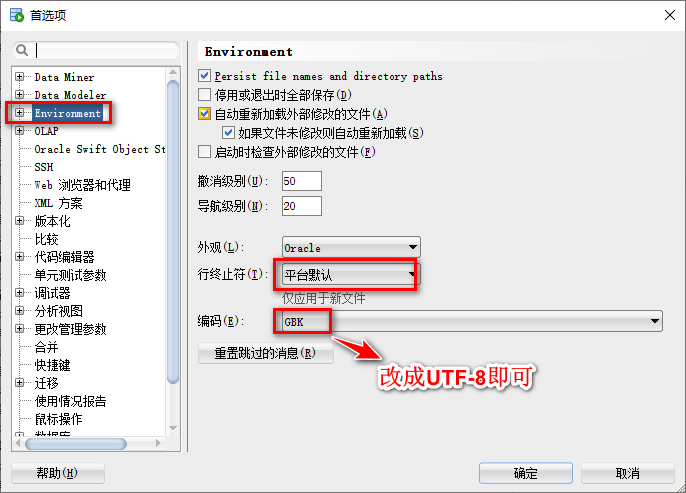 首选项
Data Miner
Data Modeler
Environment
OLAP
Oracle Swift Object St
SSH
Web 浏览器和代理
XML 方案
版本化
比较
代码编辑器
单元测试参数
调试器
分析视图
更改管理参数
合并
快捷键
迁移
使用情况报告
鼠标操作
数据库
Environment
Persist file names and directory paths
停用或退出时全部保存(D)
自动重新加载外部修改的文件(A)
如果文件未修改则自动重新加载(S)
启动时检查外部修改的文件(F)
撤消级别(U): 50
导航级别(N): 20
外观(L): Oracle
行终止符(T): 平台默认
仅应用于新文件
编码(E): GBK
重置跳过的消息(R)
改成UTF-8即可
帮助(H) 确定 取消